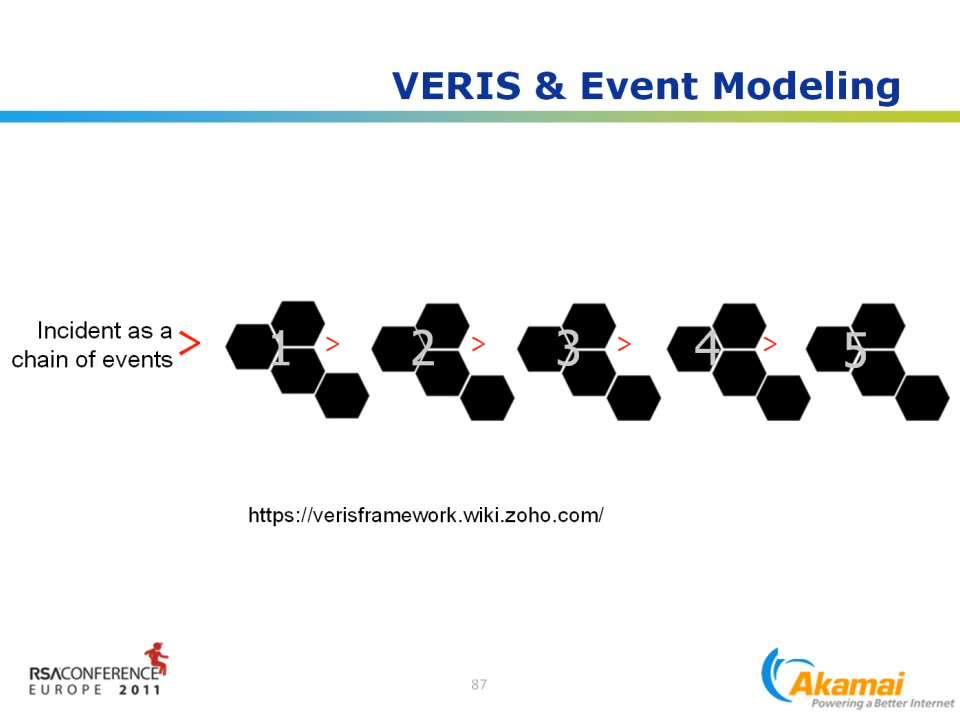 VERIS & Event Modeling
Incident as a
chain of events
>
1 > 2 > 3 > 4 > 5
https://verisframework.wiki.zoho.com/
RSACONFERENCE
EUROPE 2011
87
Akamai
Powering a Better Internet